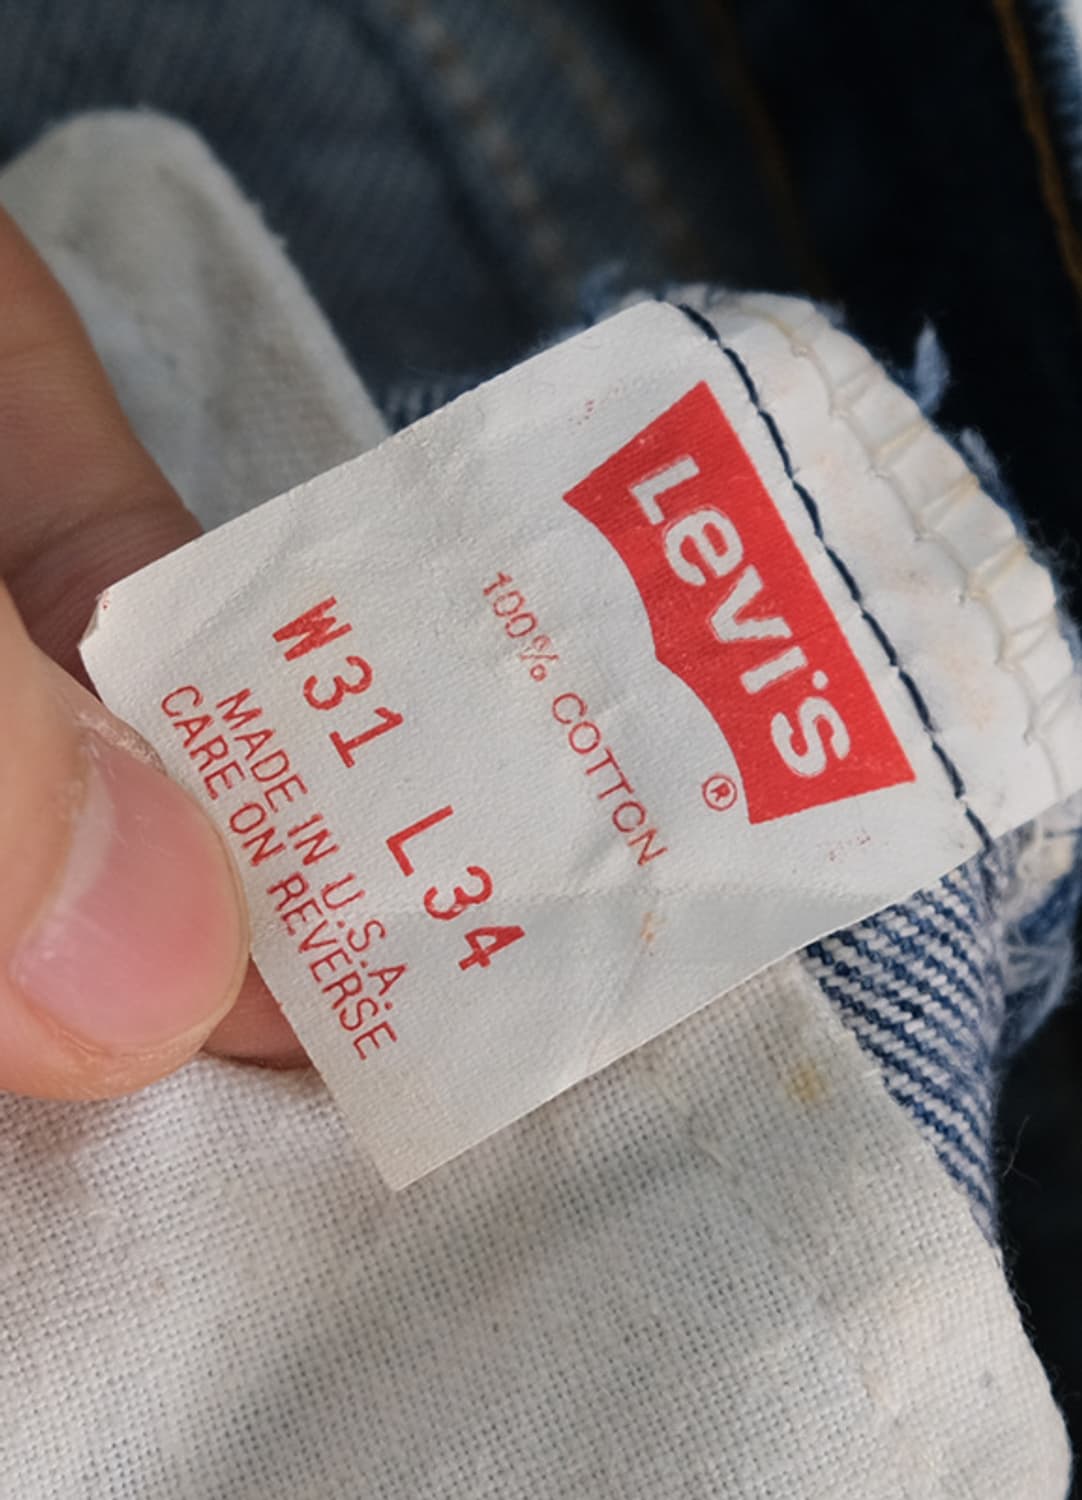 Levi's
®
100% COTTON
W31 L34
MADE IN U.S.A.
CARE ON REVERSE